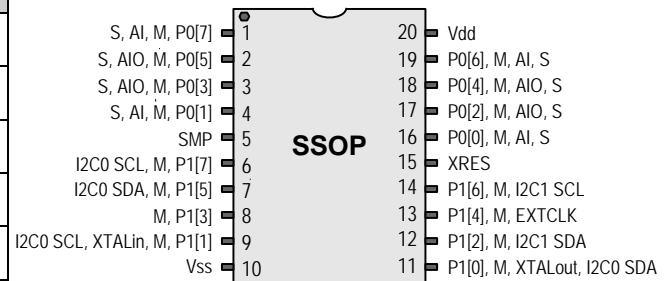 S, AI, M, P0[7] 1 20 Vdd
S, AIO, M, P0[5] 2 19 P0[6], M, AI, S
S, AIO, M, P0[3] 3 18 P0[4], M, AIO, S
S, AI, M, P0[1] 4 17 P0[2], M, AIO, S
SMP 5 SSOP 16 P0[0], M, AI, S
I2C0 SCL, M, P1[7] 6 15 XRES
I2C0 SDA, M, P1[5] 7 14 P1[6], M, I2C1 SCL
M, P1[3] 8 13 P1[4], M, EXTCLK
I2C0 SCL, XTALin, M, P1[1] 9 12 P1[2], M, I2C1 SDA
Vss 10 11 P1[0], M, XTALout, I2C0 SDA